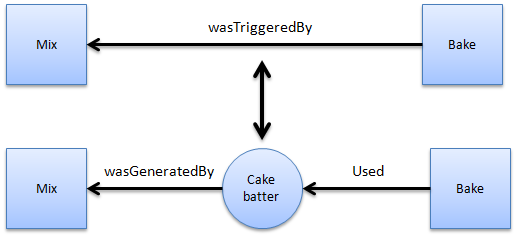 wasTriggeredBy
Mix
Bake
wasGeneratedBy
Used
Mix
Cake
batter
Bake